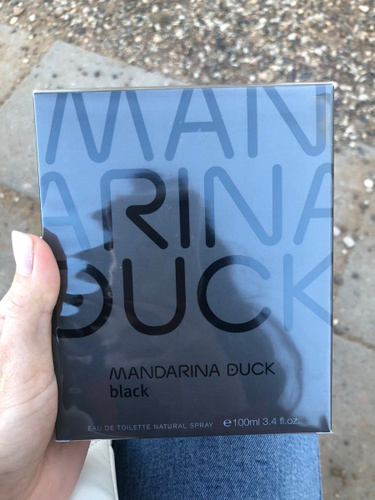 MAN
ARINA
DUCK
MANDARINA DUCK
black
EAU DE TOILETTE NATURAL SPRAY ℮100ml 3.4 fl.oz.